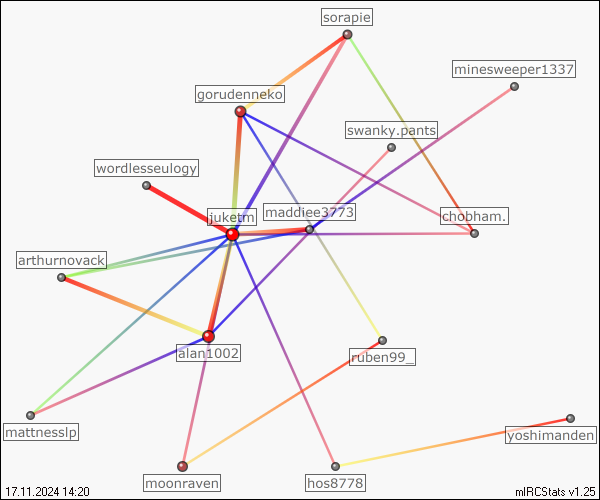 sorapie
minesweeper1337
gorudenneko
swanky.pants
wordlesseulogy
juketm
maddiee3773
chobham.
arthurnovack
alan1002
ruben99_
mattnesslp
yoshimanden
moonraven
hos8778
17.11.2024 14:20
mIRCStats v1.25